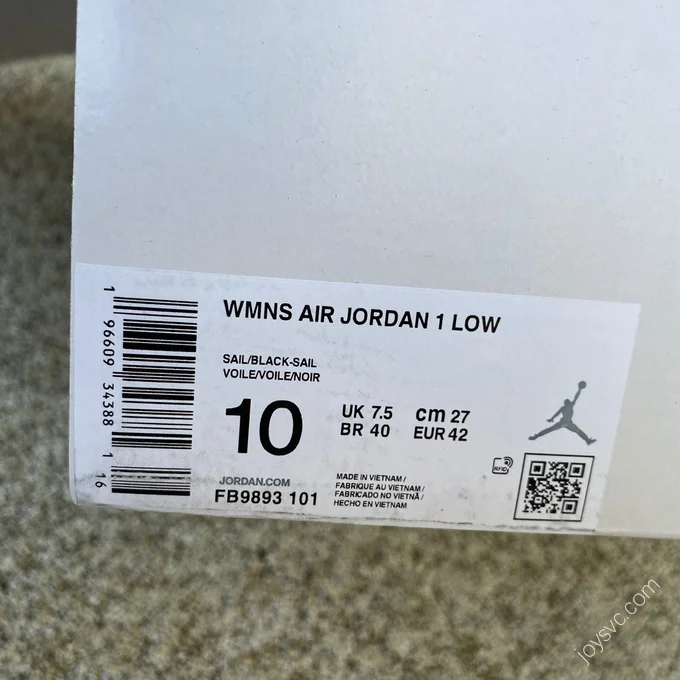 WMNS AIR JORDAN 1 LOW
SAIL/BLACK-SAIL
VOILE/VOILE/NOIR
10
UK 7.5 cm 27
BR 40 EUR 42
JORDAN.COM
FB9893 101
MADE IN VIETNAM /
FABRIQUE AU VIETNAM /
FABRICADO NO VIETNÃ /
HECHO EN VIETNAM
RFID
1 96609 34388 1 16
joysvc.com